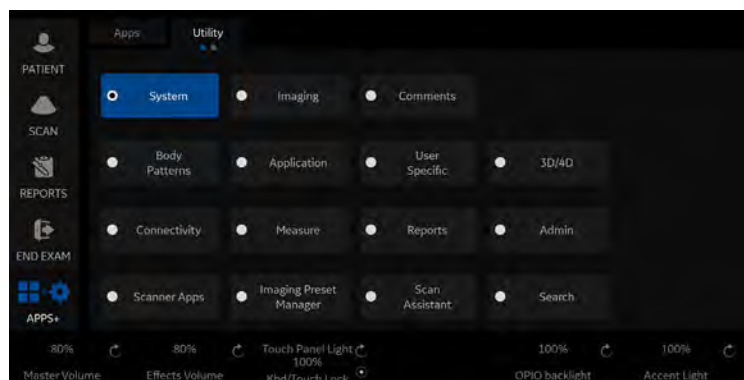 Apps Utility
PATIENT
System Imaging Comments
SCAN
Body Patterns Application User Specific 3D/4D
REPORTS
Connectivity Measure Reports Admin
END EXAM
Scanner Apps Imaging Preset Manager Scan Assistant Search
APPS+
80% 80% Touch Panel Light 100% 100%
100%
Master Volume Effects Volume Kbd/Touch Lock OPIO backlight Accent Light